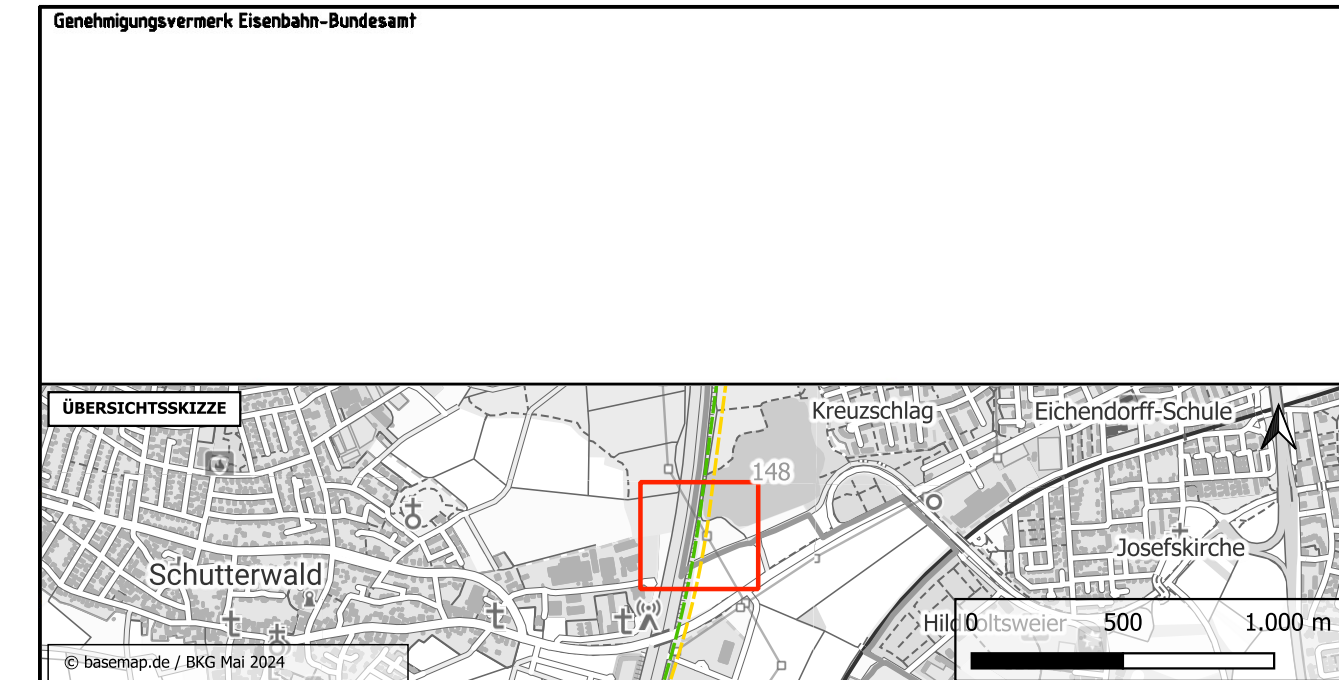 Genehmigungsvermerk Eisenbahn-Bundesamt
ÜBERSICHTSSKIZZE
Kreuzschlag
Eichendorff-Schule
148
Josefskirche
Schutterwald
Hildboltsweier
0 500 1.000 m
© basemap.de / BKG Mai 2024